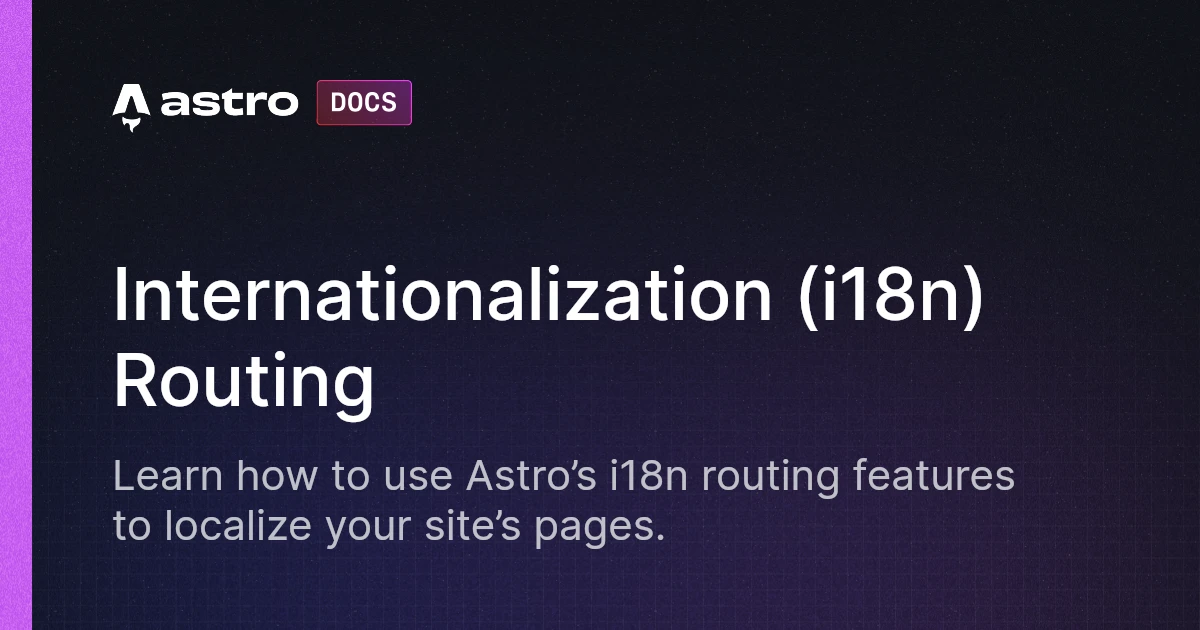 astro DOCS
Internationalization (i18n)
Routing
Learn how to use Astro’s i18n routing features
to localize your site’s pages.